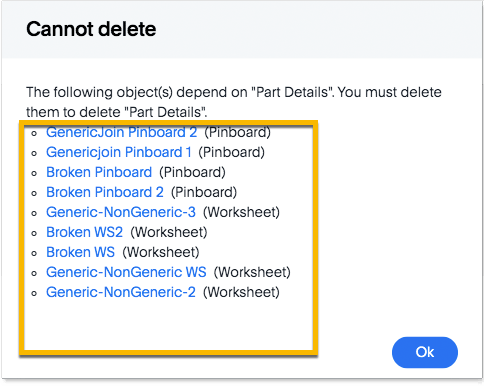 Cannot delete
The following object(s) depend on "Part Details". You must delete
them to delete "Part Details".
GenericJoin Pinboard 2 (Pinboard)
Genericjoin Pinboard 1 (Pinboard)
Broken Pinboard (Pinboard)
Broken Pinboard 2 (Pinboard)
Generic-NonGeneric-3 (Worksheet)
Broken WS2 (Worksheet)
Broken WS (Worksheet)
Generic-NonGeneric WS (Worksheet)
Generic-NonGeneric-2 (Worksheet)
Ok